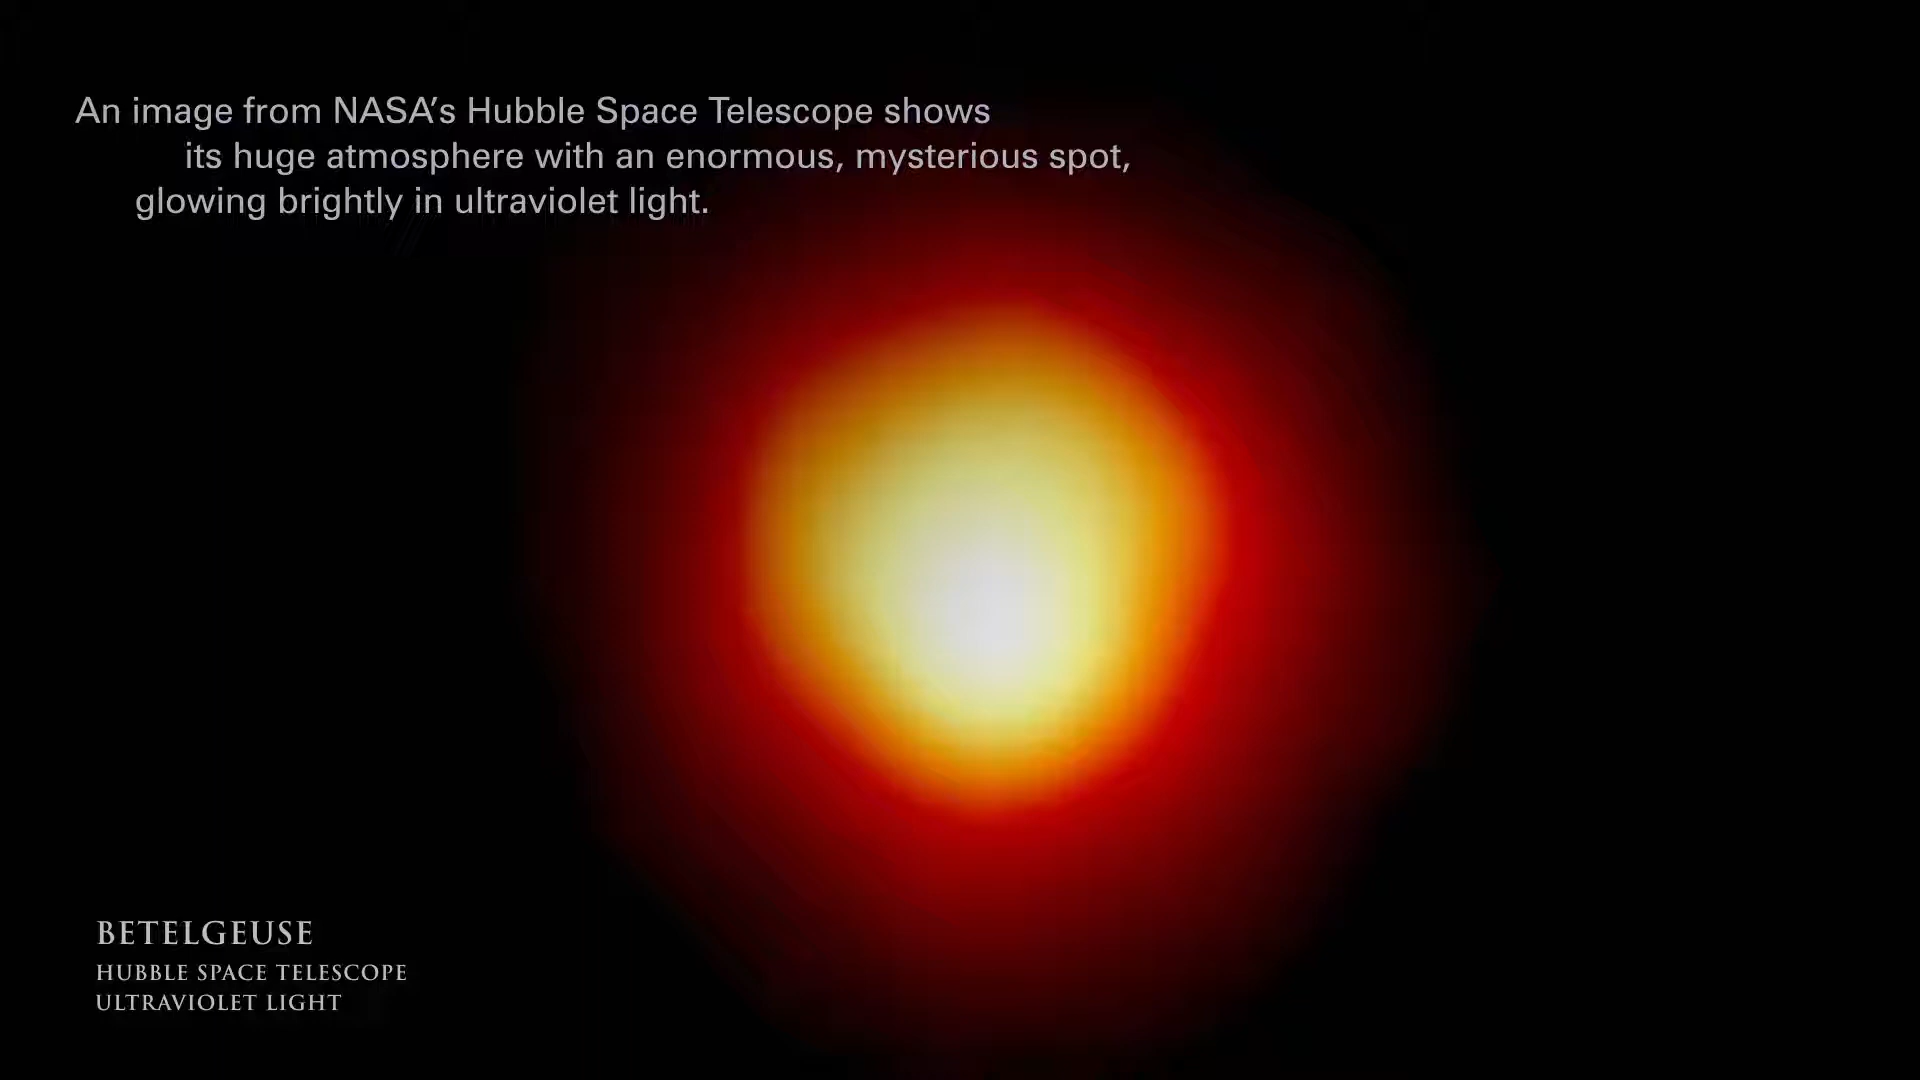 An image from NASA’s Hubble Space Telescope shows
its huge atmosphere with an enormous, mysterious spot,
glowing brightly in ultraviolet light.
BETELGEUSE
HUBBLE SPACE TELESCOPE
ULTRAVIOLET LIGHT